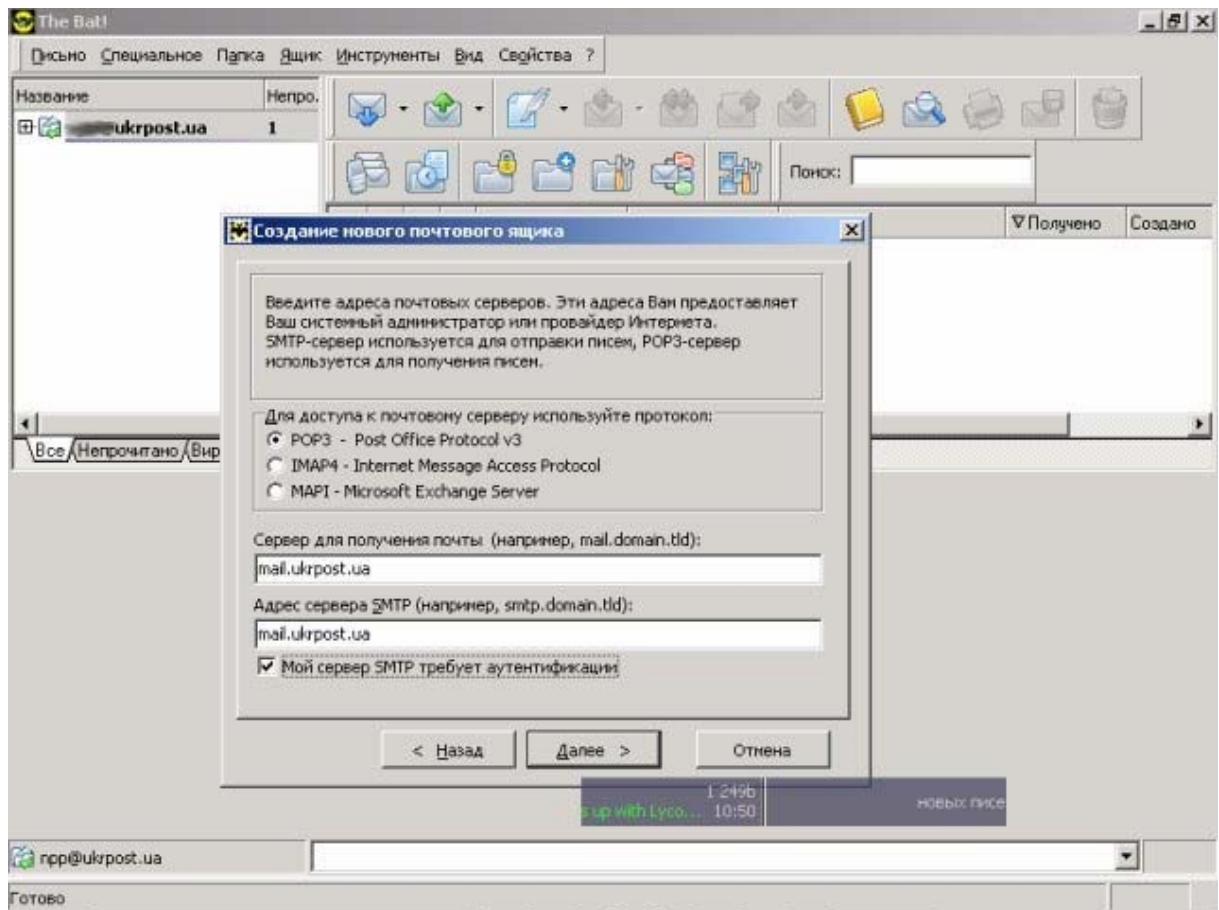 The Bat!
Письмо Специальное Папка Ящик Инструменты Вид Свойства ?
Название Непро.
ukrpost.ua 1
Поиск:
Получено Создано
Создание нового почтового ящика
Введите адреса почтовых серверов. Эти адреса Вам предоставляет
Ваш системный администратор или провайдер Интернета.
SMTP-сервер используется для отправки писем, POP3-сервер
используется для получения писем.
Для доступа к почтовому серверу используйте протокол:
POP3 - Post Office Protocol v3
IMAP4 - Internet Message Access Protocol
MAPI - Microsoft Exchange Server
Все Непрочитано Вир
Сервер для получения почты (например, mail.domain.tld):
mail.ukrpost.ua
Адрес сервера SMTP (например, smtp.domain.tld):
mail.ukrpost.ua
Мой сервер SMTP требует аутентификации
< Назад Далее > Отмена
1 249b
s up with Lyco... 10:50 новых писе
npp@ukrpost.ua
Готово